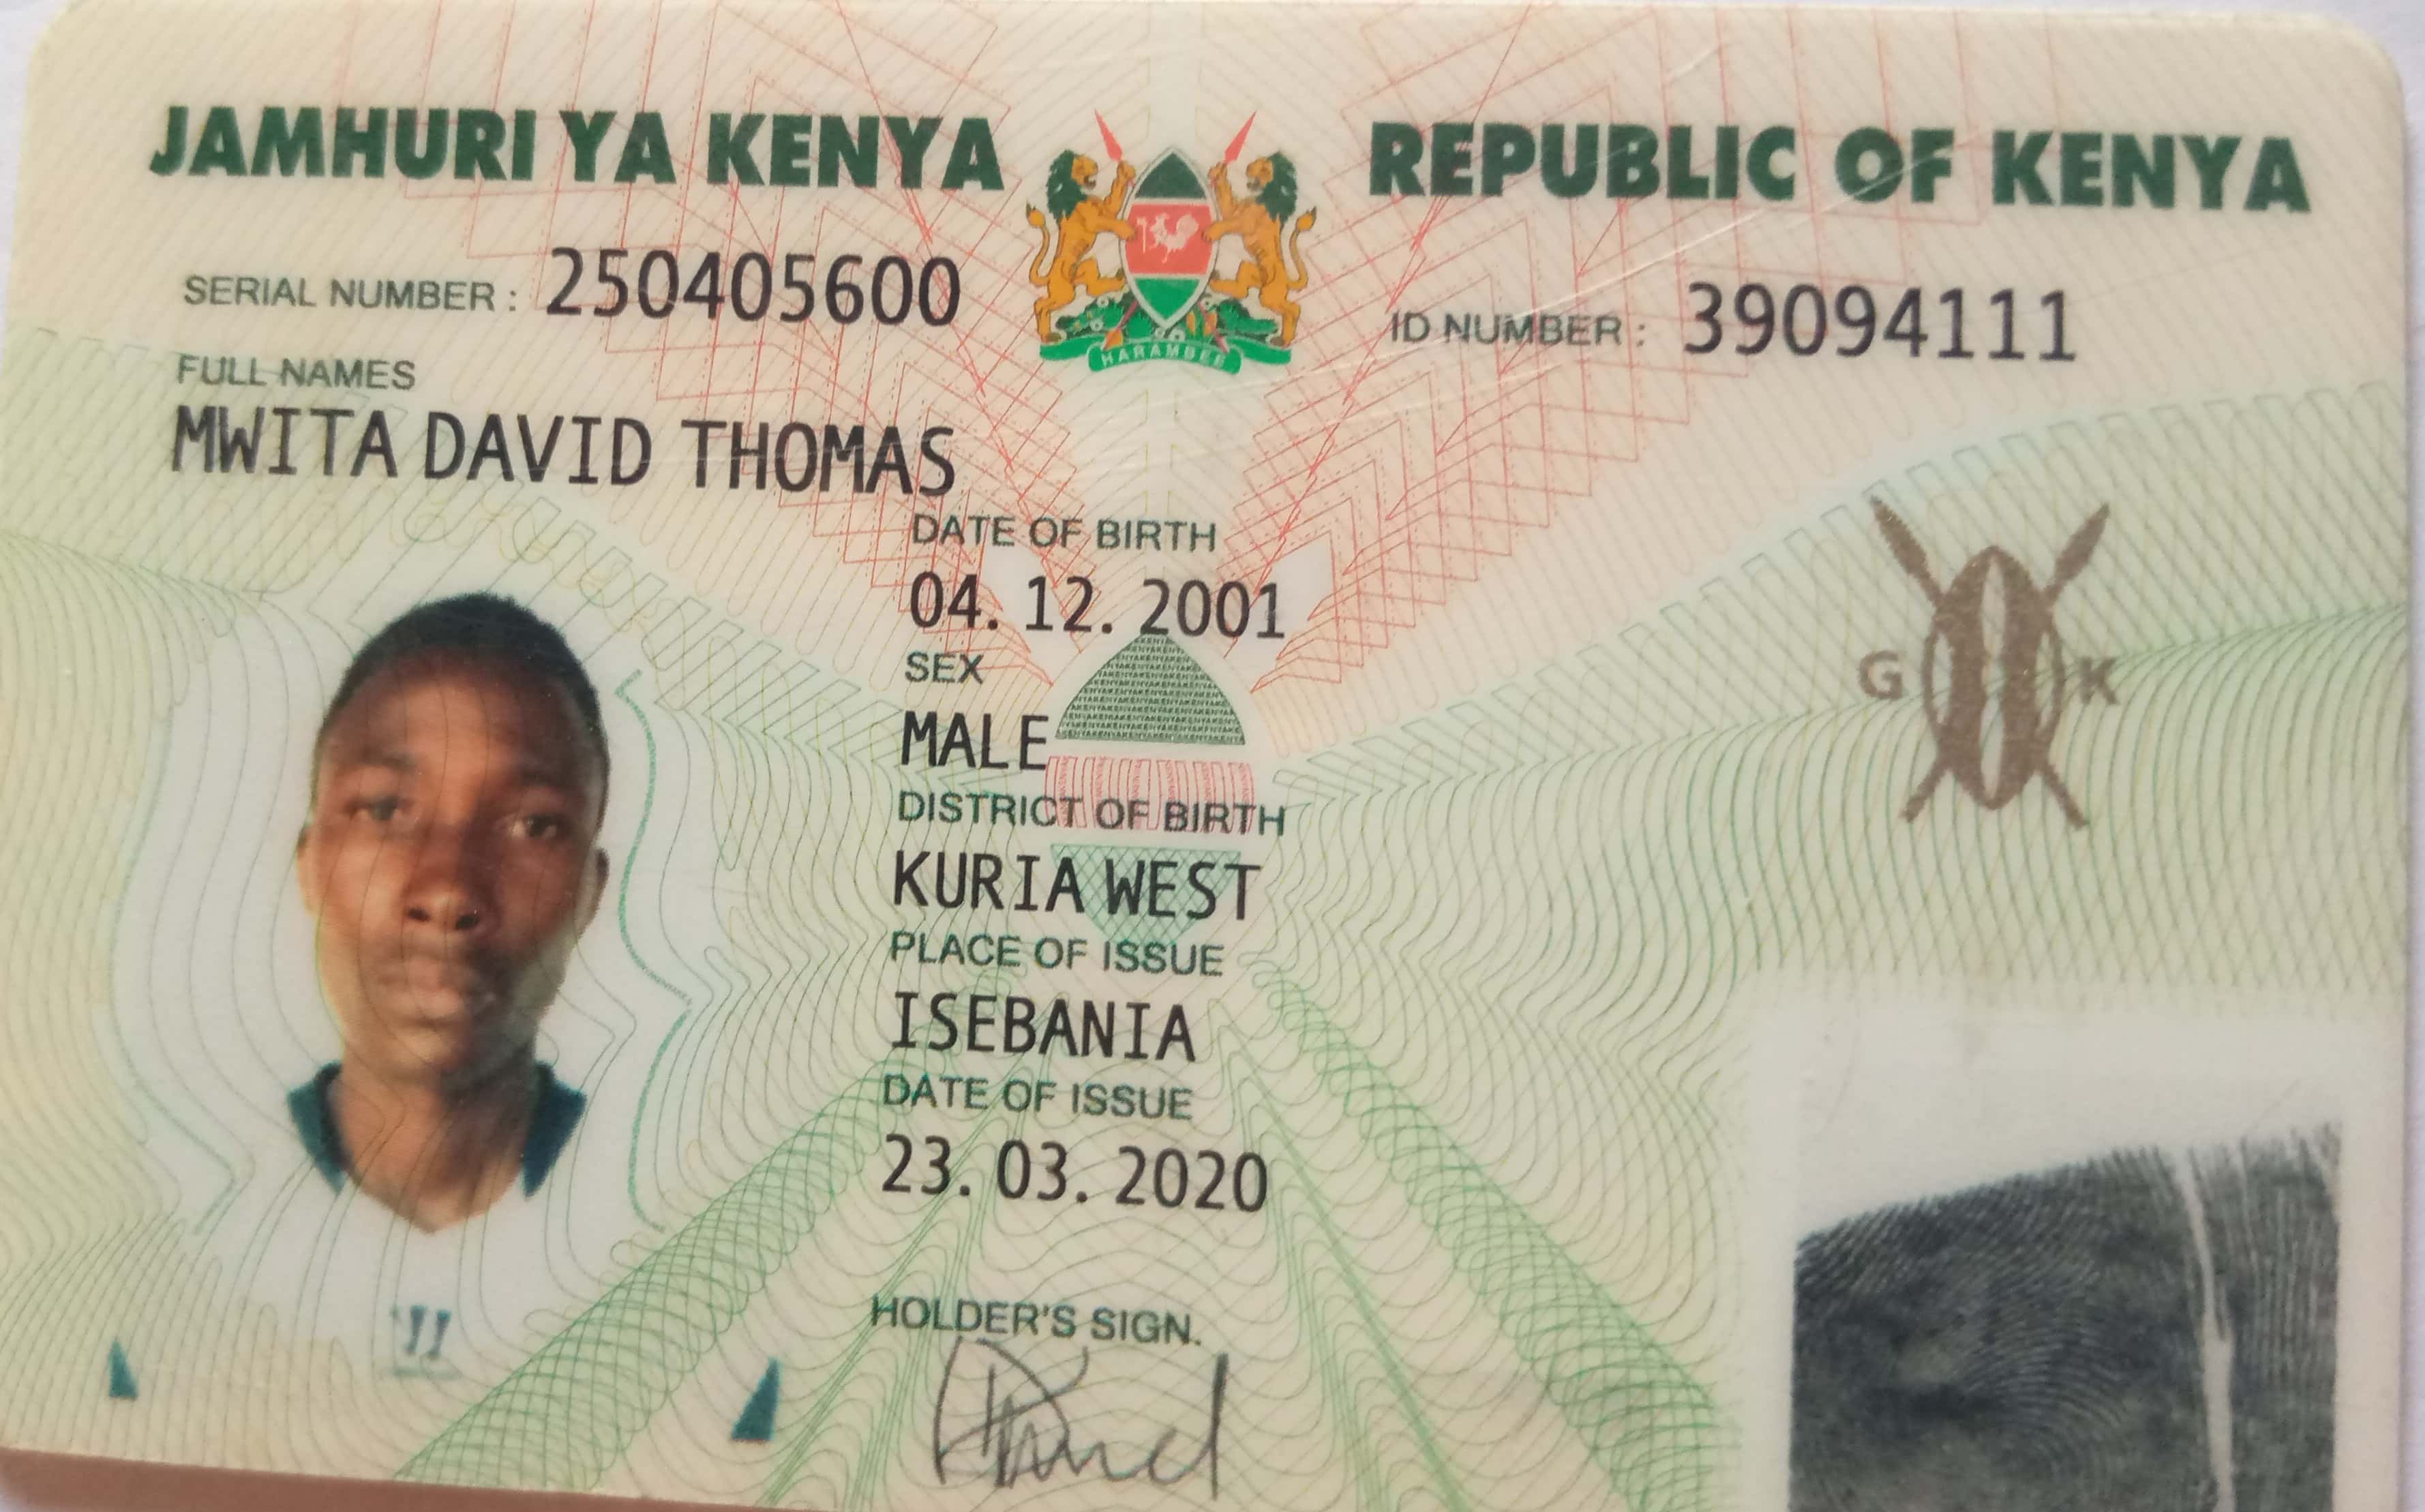 JAMHURI YA KENYA
REPUBLIC OF KENYA
SERIAL NUMBER : 250405600
ID NUMBER : 39094111
HARAMBEE
FULL NAMES
MWITA DAVID THOMAS
DATE OF BIRTH
04. 12. 2001
SEX
MALE
G K
DISTRICT OF BIRTH
KURIA WEST
PLACE OF ISSUE
ISEBANIA
DATE OF ISSUE
23. 03. 2020
HOLDER'S SIGN.